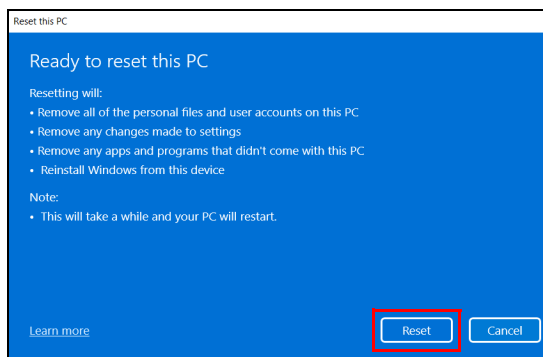 Reset this PC
Ready to reset this PC
Resetting will:
• Remove all of the personal files and user accounts on this PC
• Remove any changes made to settings
• Remove any apps and programs that didn't come with this PC
• Reinstall Windows from this device
Note:
• This will take a while and your PC will restart.
Learn more
Reset
Cancel